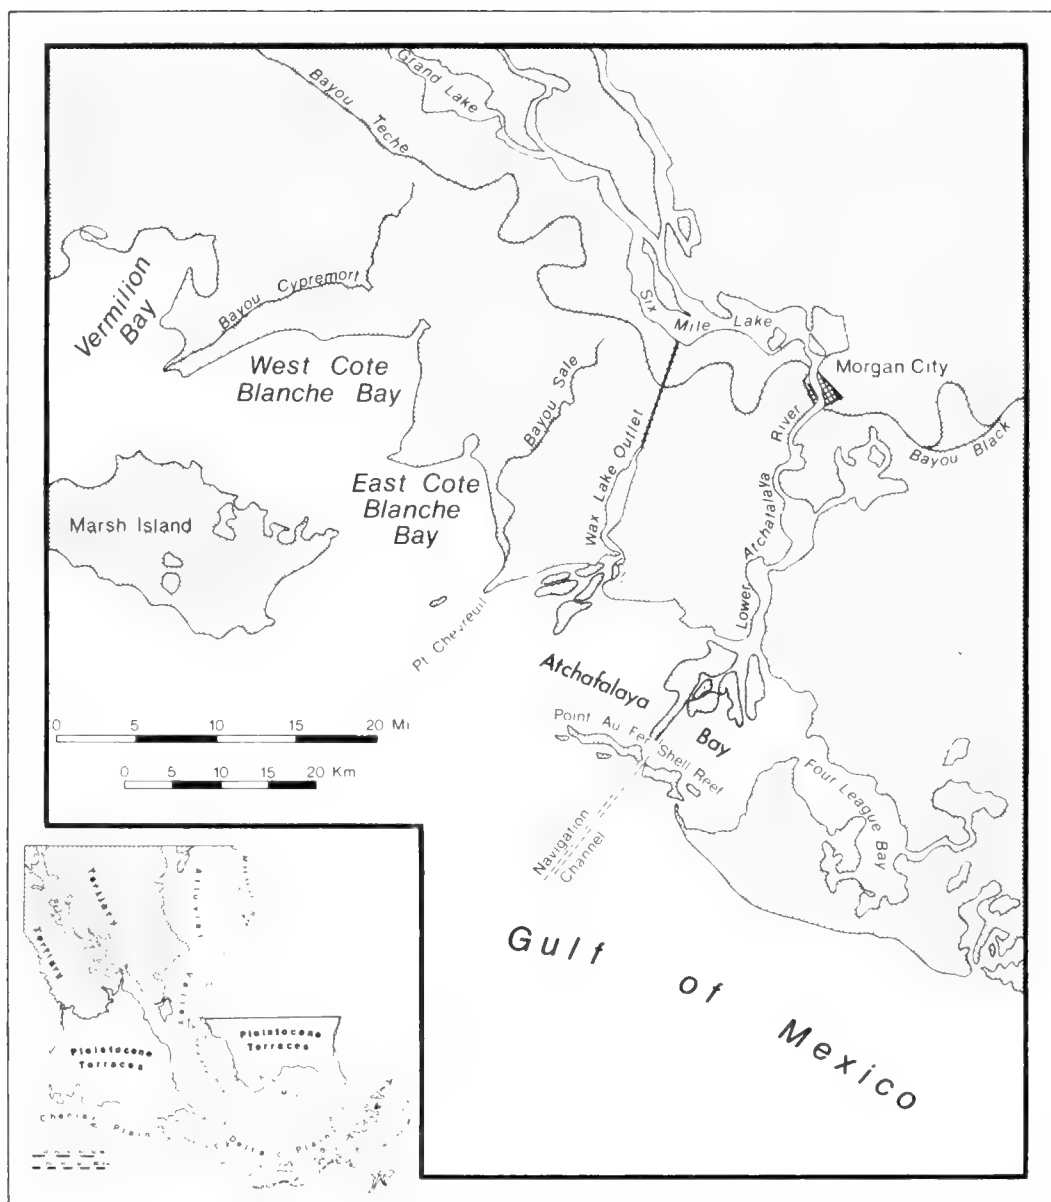 Grand Lake
Bayou Teche
Vermilion
Bay
Bayou Cypremort
Six Mile Lake
West Cote
Blanche Bay
Morgan City
Bayou Sale
Bayou Black
East Cote
Blanche
Bay
Wax Lake Outlet
Marsh Island
Lower Atchafalaya River
Pt Chevreuil
Atchafalaya Bay
Point Au Fer Shell Reef
0 5 10 15 20 Mi
0 5 10 15 20 Km
Four League Bay
Navigation
Channel
Gulf of Mexico
Tertiary
Tertiary
Alluvial Valley
Pleistocene
Terraces
Pleistocene
Terraces
Chenier Plain
Delta Plain